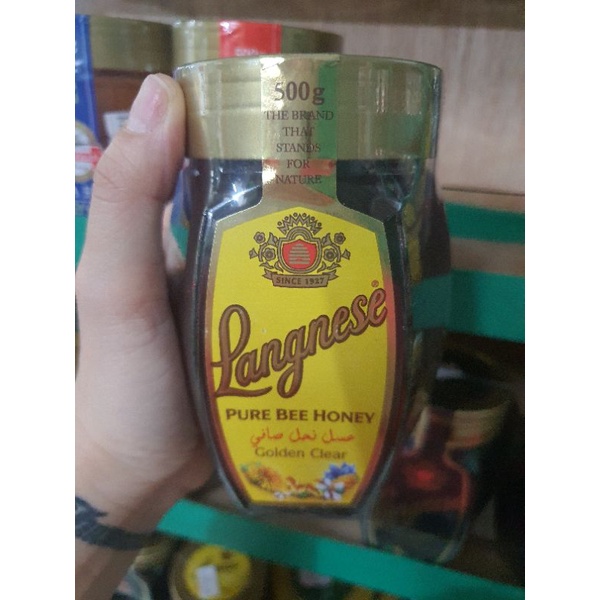 500g
THE BRAND
THAT
STANDS
FOR
NATURE
SINCE 1927
Langnese®
PURE BEE HONEY
عسل نحل صافي
Golden Clear